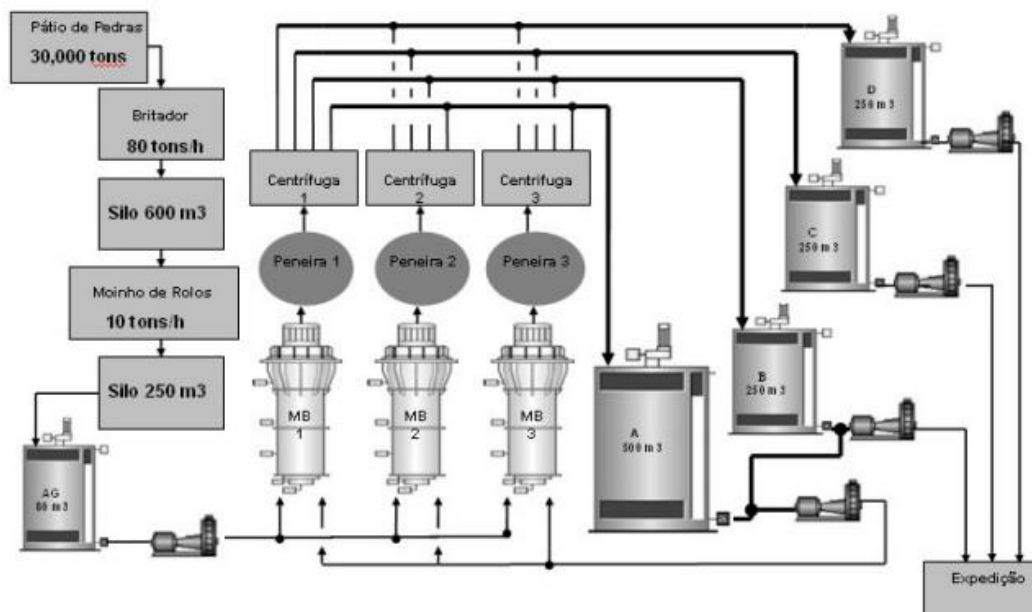 Pátio de Pedras
30,000 tons
Britador
80 tons/h
Silo 600 m3
Moinho de Rolos
10 tons/h
Silo 250 m3
AG
80 m3
Centrífuga
1
Centrífuga
2
Centrífuga
3
Peneira 1
Peneira 2
Peneira 3
MB
1
MB
2
MB
3
A
500 m3
B
250 m3
C
250 m3
D
250 m3
Expedição